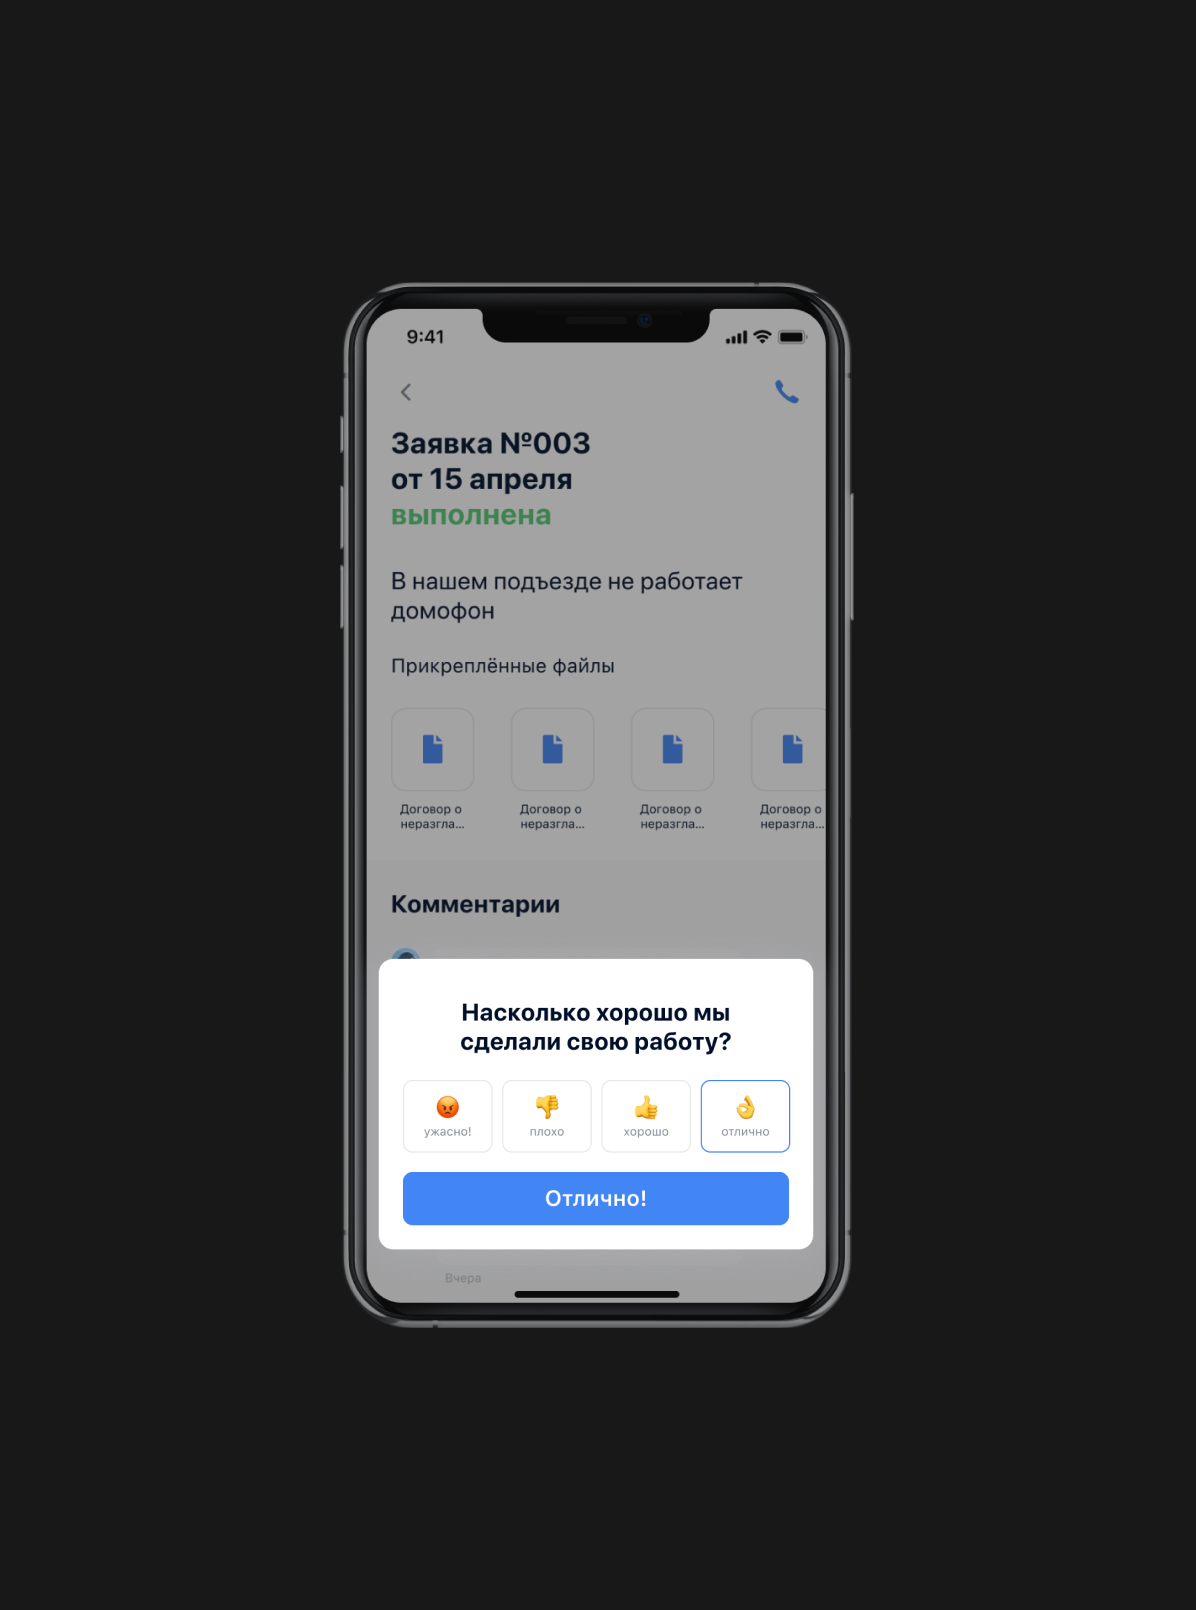 9:41
Заявка №003
от 15 апреля
выполнена
В нашем подъезде не работает
домофон
Прикреплённые файлы
Договор о
неразгла...
Договор о
неразгла...
Договор о
неразгла...
Договор о
неразгла...
Комментарии
Насколько хорошо мы
сделали свою работу?
ужасно!
плохо
хорошо
отлично
Отлично!
Вчера